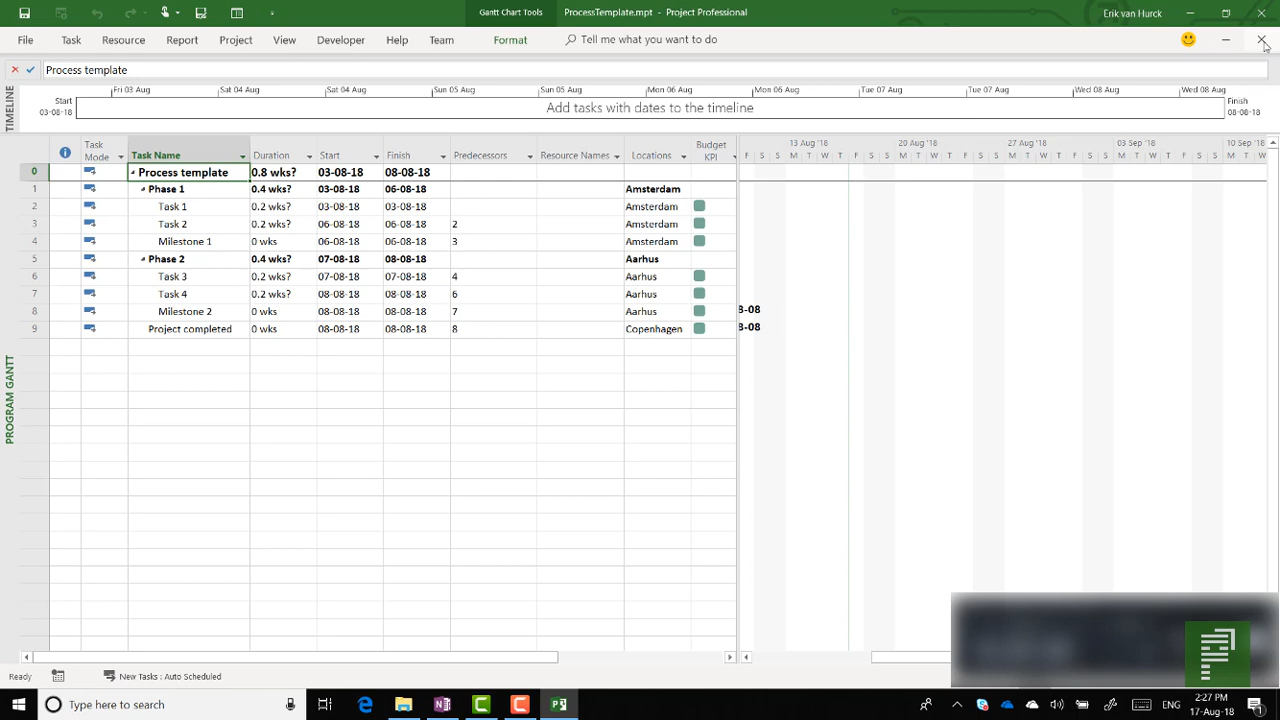 Gantt Chart Tools
ProcessTemplate.mpt - Project Professional
Erik van Hurck
File Task Resource Report Project View Developer Help Team Format Tell me what you want to do
Process template
TIMELINE
Fri 03 Aug Sat 04 Aug Sat 04 Aug Sun 05 Aug Sun 05 Aug Mon 06 Aug Mon 06 Aug Tue 07 Aug Tue 07 Aug Wed 08 Aug Wed 08 Aug
Start
03-08-18
Add tasks with dates to the timeline
Finish
08-08-18
Task Mode Task Name Duration Start Finish Predecessors Resource Names Locations Budget KPI
13 Aug '18 20 Aug '18 27 Aug '18 03 Sep '18 10 Sep '18
F S S M T W T F S S M T W T F S S M T W T F S S M T W T F S S M T W
0 Process template 0.8 wks? 03-08-18 08-08-18
1 Phase 1 0.4 wks? 03-08-18 06-08-18 Amsterdam
2 Task 1 0.2 wks? 03-08-18 03-08-18 Amsterdam
3 Task 2 0.2 wks? 06-08-18 06-08-18 2 Amsterdam
4 Milestone 1 0 wks 06-08-18 06-08-18 3 Amsterdam
5 Phase 2 0.4 wks? 07-08-18 08-08-18 Aarhus
6 Task 3 0.2 wks? 07-08-18 07-08-18 4 Aarhus
7 Task 4 0.2 wks? 08-08-18 08-08-18 6 Aarhus
8 Milestone 2 0 wks 08-08-18 08-08-18 7 Aarhus 3-08
9 Project completed 0 wks 08-08-18 08-08-18 8 Copenhagen 3-08
PROGRAM GANTT
Ready New Tasks : Auto Scheduled
Type here to search
ENG
2:27 PM
17-Aug-18